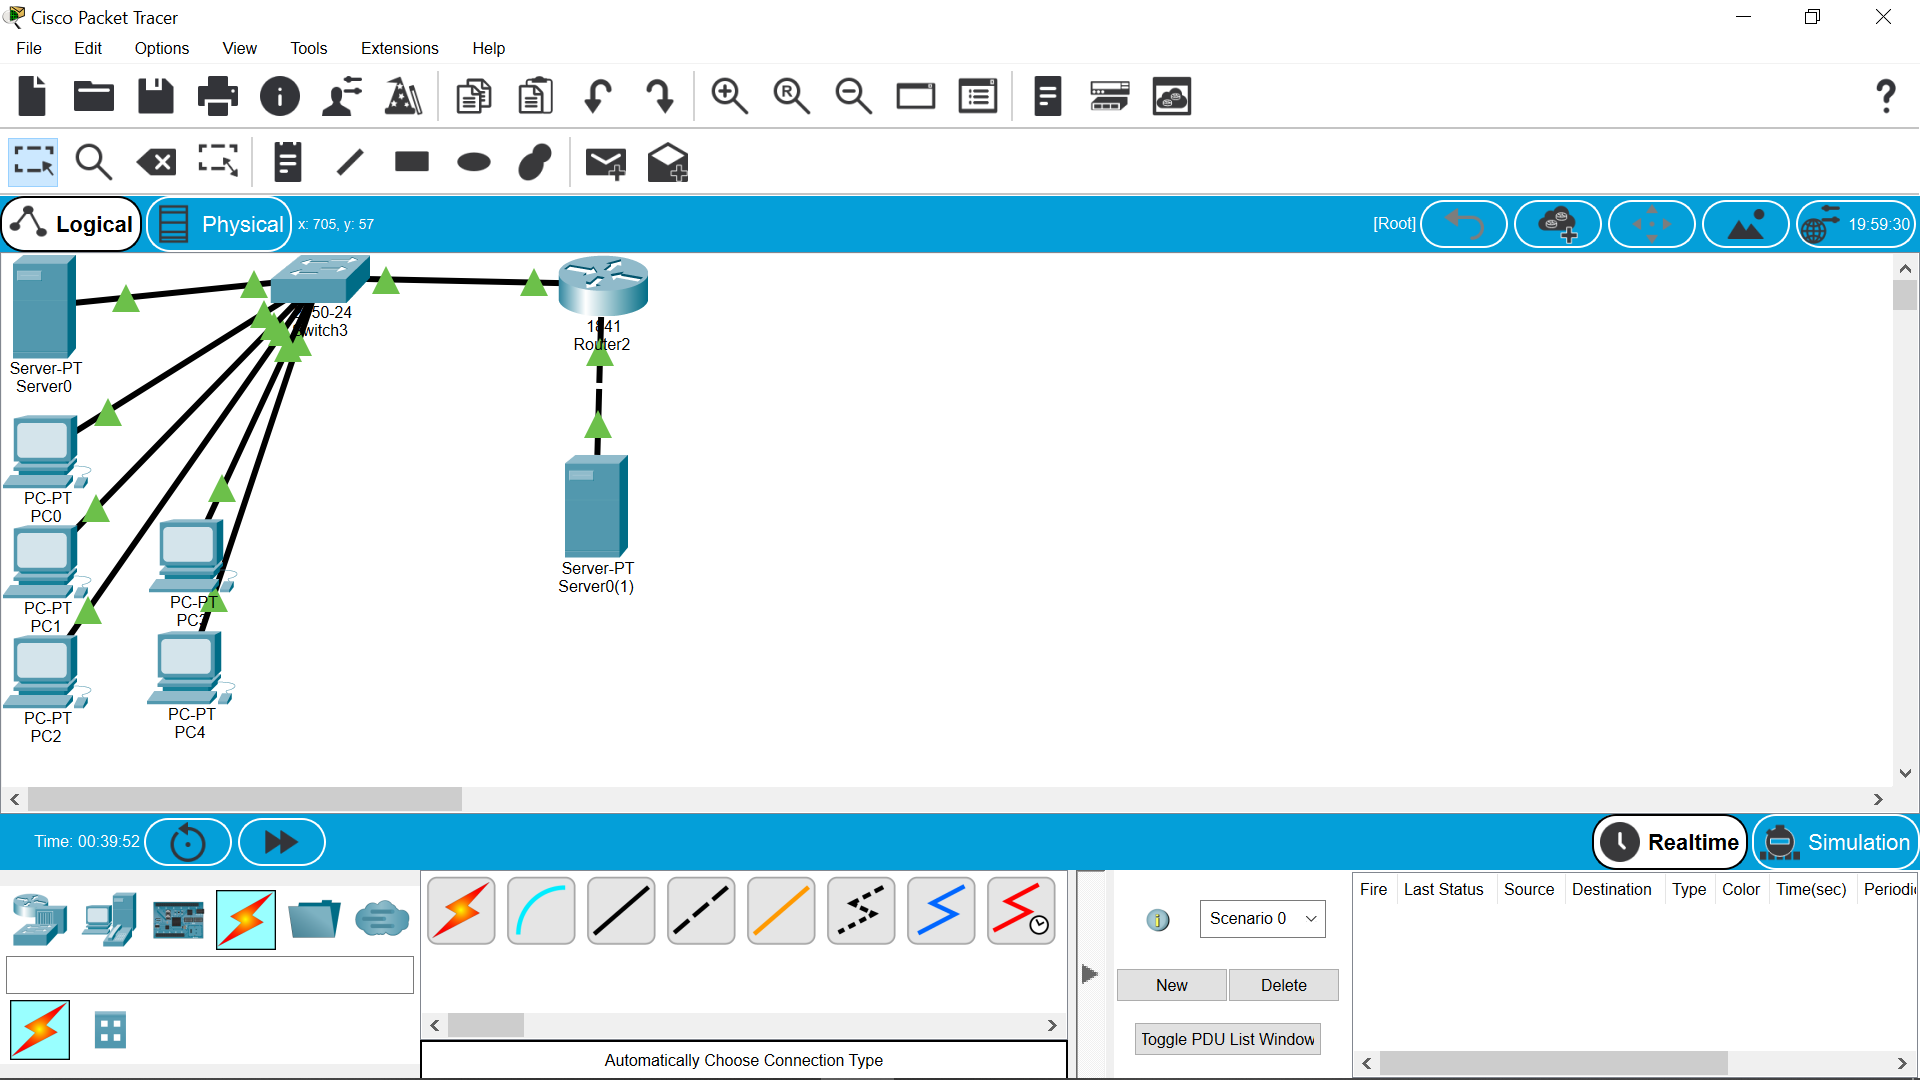 Cisco Packet Tracer
File Edit Options View Tools Extensions Help
Logical Physical x: 705, y: 57 [Root] 19:59:30
Server-PT
Server0
50-24
witch3
1841
Router2
PC-PT
PC0
PC-PT
PC1
PC-PT
PC2
PC-PT
PC3
PC-PT
PC4
Server-PT
Server0(1)
Time: 00:39:52 Realtime Simulation
Scenario 0
New Delete
Toggle PDU List Window
Fire Last Status Source Destination Type Color Time(sec) Periodi
Automatically Choose Connection Type